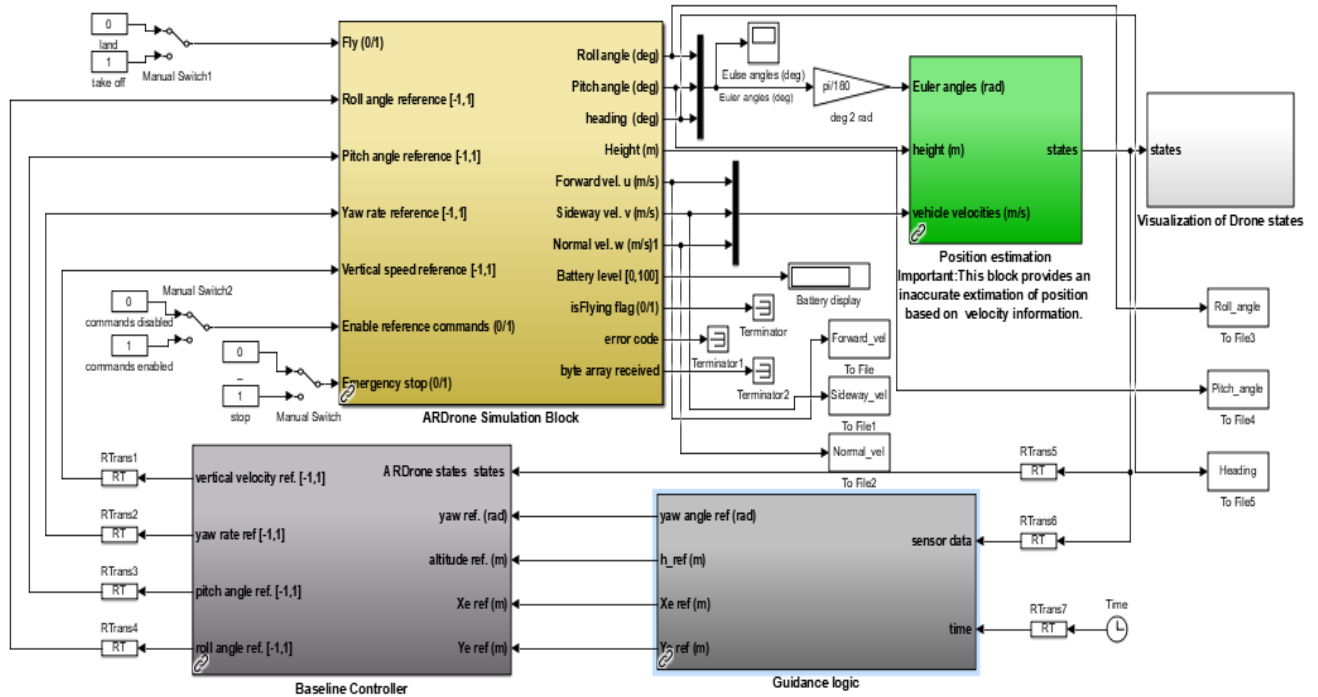 0
land
1
take off
Manual Switch1
Fly (0/1)
Roll angle reference [-1,1]
Pitch angle reference [-1,1]
Yaw rate reference [-1,1]
Vertical speed reference [-1,1]
Enable reference commands (0/1)
Emergency stop (0/1)
Roll angle (deg)
Pitch angle (deg)
heading (deg)
Height (m)
Forward vel. u (m/s)
Sideway vel. v (m/s)
Normal vel. w (m/s)1
Battery level [0,100]
isFlying flag (0/1)
error code
byte array received
ARDrone Simulation Block
Manual Switch2
0
commands disabled
1
commands enabled
0
_
1
stop
Manual Switch
Eulse angles (deg)
Euler angles (deg)
pi/180
deg 2 rad
Euler angles (rad)
height (m)
vehicle velocities (m/s)
states
Position estimation
Important:This block provides an
inaccurate extimation of position
based on velocity information.
states
Visualization of Drone states
Battery display
Terminator
Terminator1
Terminator2
Forward_vel
To File
Sideway_vel
To File1
Normal_vel
To File2
Roll_angle
To File3
Pitch_angle
To File4
Heading
To File5
RTrans1
RT
RTrans2
RT
RTrans3
RT
RTrans4
RT
vertical velocity ref. [-1,1]
yaw rate ref [-1,1]
pitch angle ref. [-1,1]
roll angle ref. [-1,1]
ARDrone states states
yaw ref. (rad)
altitude ref. (m)
Xe ref (m)
Ye ref (m)
Baseline Controller
yaw angle ref (rad)
h_ref (m)
Xe ref (m)
Ye ref (m)
sensor data
time
Guidance logic
RTrans5
RT
RTrans6
RT
RTrans7
RT
Time